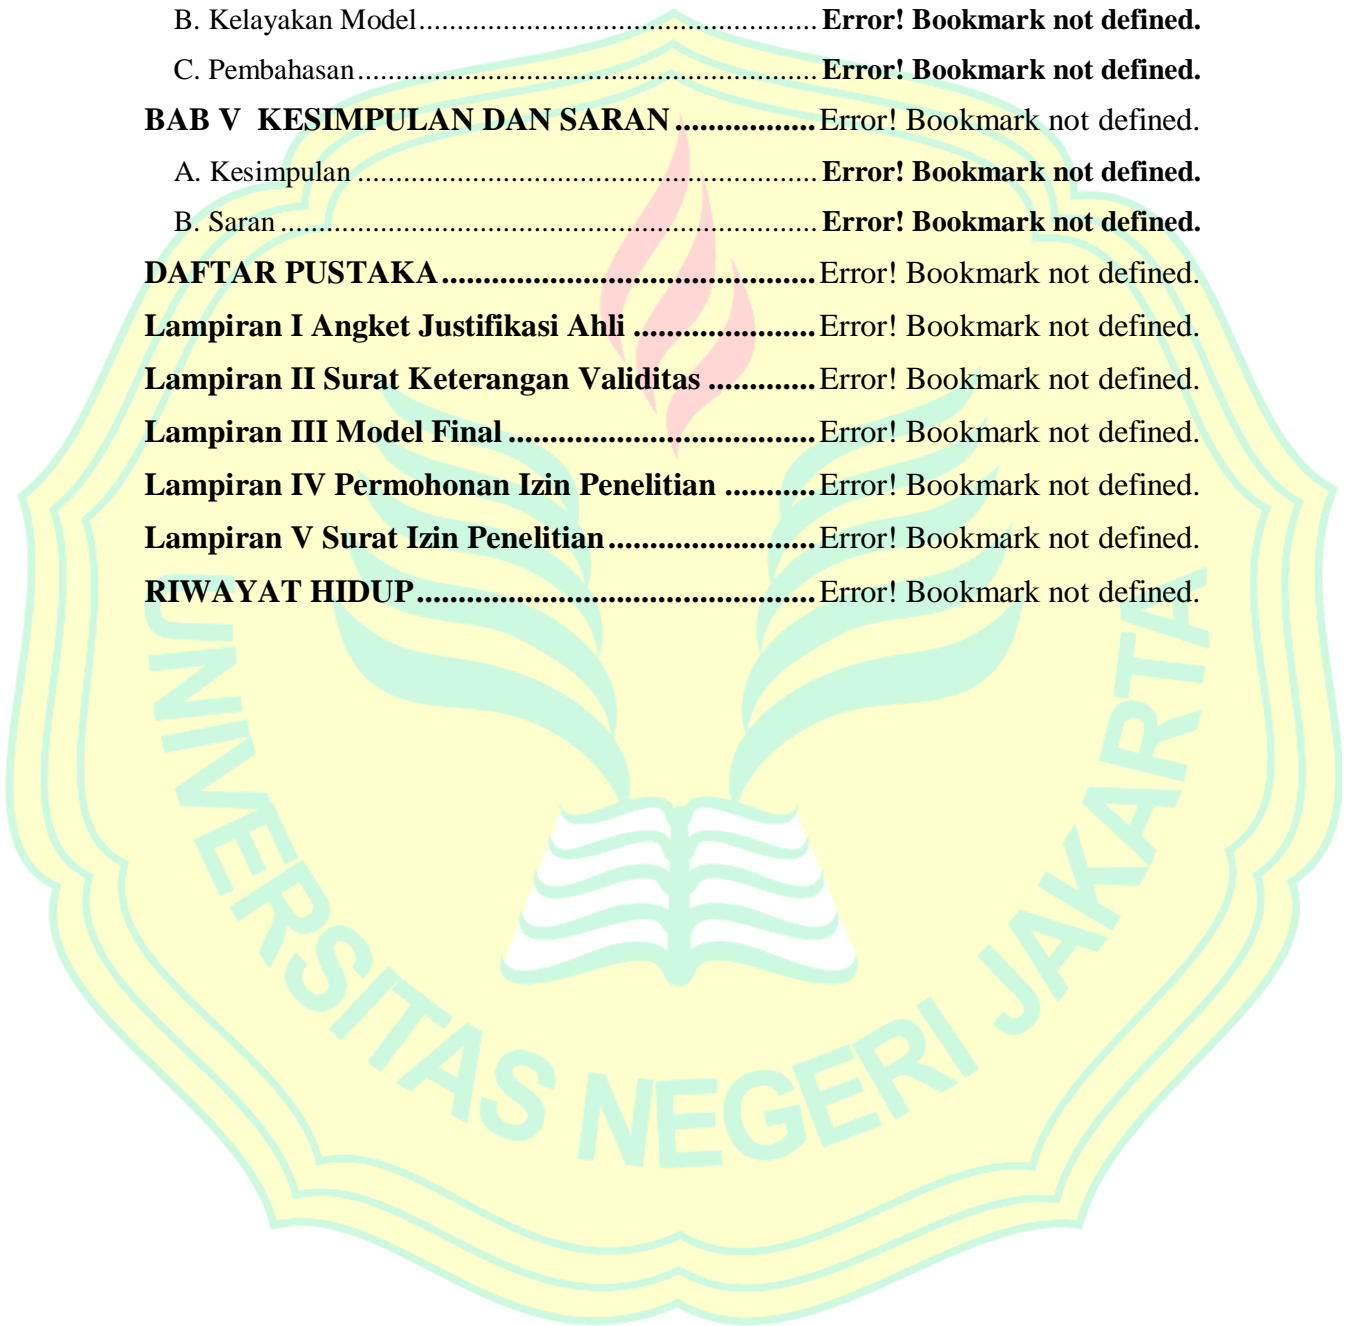 B. Kelayakan Model.................................................... Error! Bookmark not defined.
C. Pembahasan............................................................ Error! Bookmark not defined.
BAB V  KESIMPULAN DAN SARAN ................. Error! Bookmark not defined.
A. Kesimpulan ............................................................ Error! Bookmark not defined.
B. Saran ...................................................................... Error! Bookmark not defined.
DAFTAR PUSTAKA............................................. Error! Bookmark not defined.
Lampiran I Angket Justifikasi Ahli ...................... Error! Bookmark not defined.
Lampiran II Surat Keterangan Validitas ............. Error! Bookmark not defined.
Lampiran III Model Final ..................................... Error! Bookmark not defined.
Lampiran IV Permohonan Izin Penelitian ........... Error! Bookmark not defined.
Lampiran V Surat Izin Penelitian......................... Error! Bookmark not defined.
RIWAYAT HIDUP................................................ Error! Bookmark not defined.
UNIVERSITAS NEGERI JAKARTA